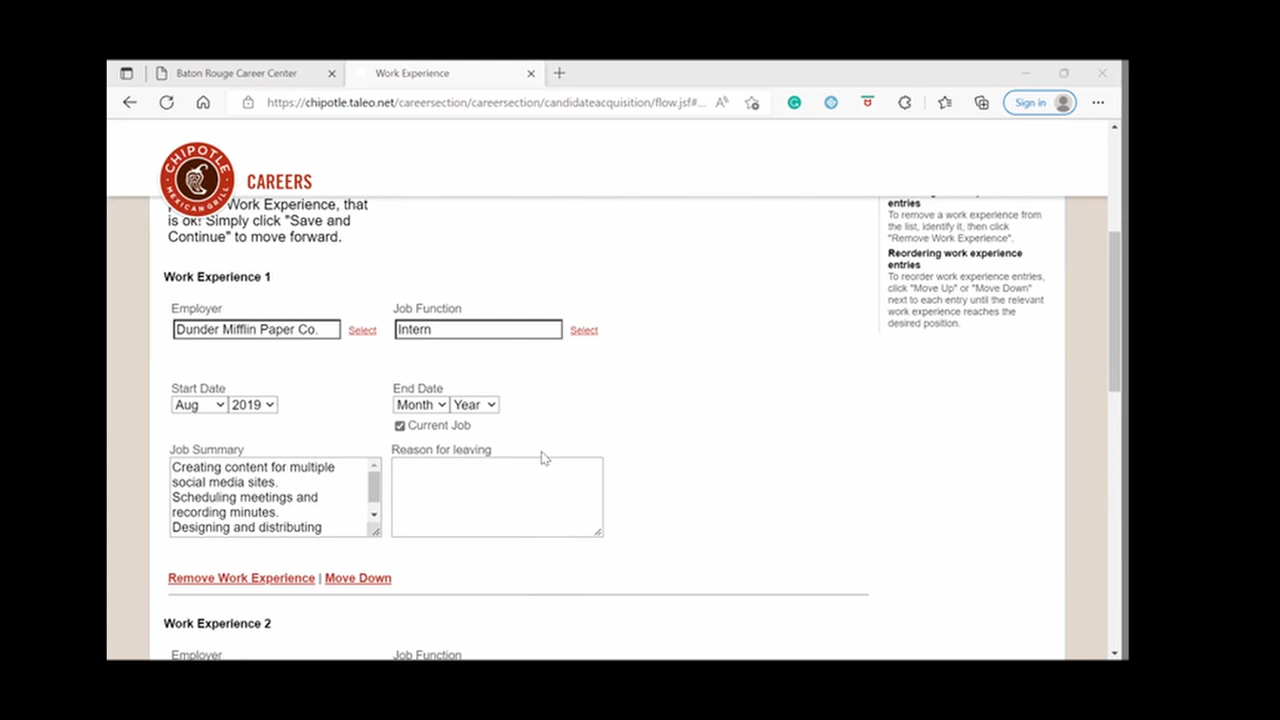 Baton Rouge Career Center
Work Experience
https://chipotle.taleo.net/careersection/careersection/candidateacquisition/flow.jsf#...
Sign in
CHIPOTLE
MEXICAN GRILL
CAREERS
Work Experience, that
is ok! Simply click "Save and
Continue" to move forward.
entries
To remove a work experience from
the list, identify it, then click
"Remove Work Experience".
Reordering work experience
entries
To reorder work experience entries,
click "Move Up" or "Move Down"
next to each entry until the relevant
work experience reaches the
desired position.
Work Experience 1
Employer
Job Function
Dunder Mifflin Paper Co.
Select
Intern
Select
Start Date
End Date
Aug
2019
Month
Year
Current Job
Job Summary
Reason for leaving
Creating content for multiple
social media sites.
Scheduling meetings and
recording minutes.
Designing and distributing
Remove Work Experience | Move Down
Work Experience 2
Employer
Job Function